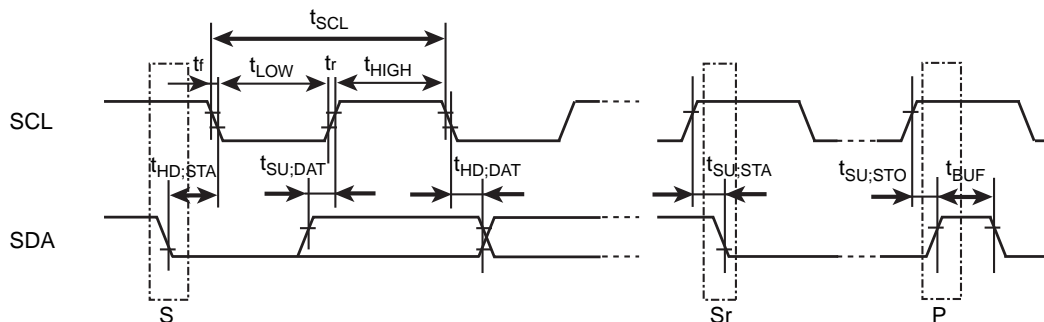 tSCL
tf tLOW tr tHIGH
SCL
tHD;STA tSU;DAT tHD;DAT tSU;STA tSU;STO tBUF
SDA
S Sr P